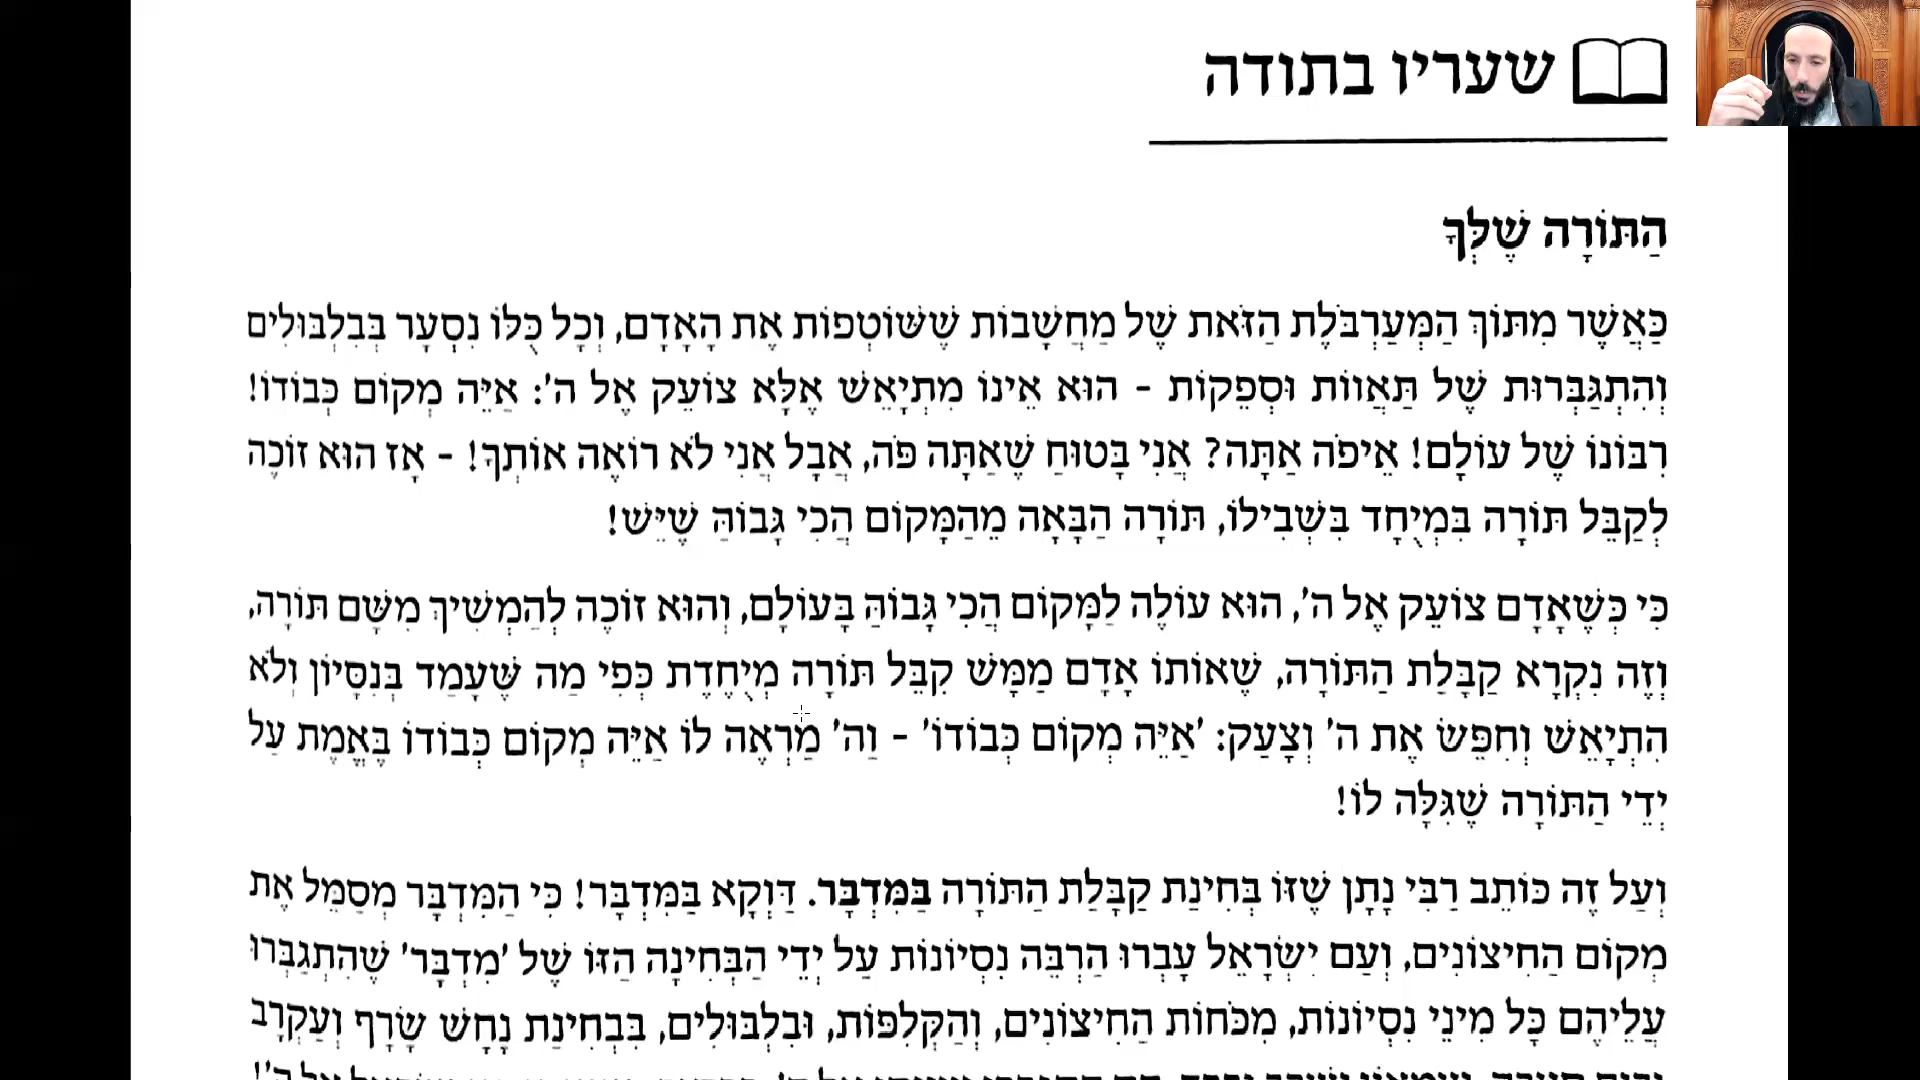 שעריו בתודה
הַתּוֹרָה שֶׁלְּךָ
כַּאֲשֶׁר מִתּוֹךְ הַמְּעַרְבֹּלֶת הַזֹּאת שֶׁל מַחֲשָׁבוֹת שֶׁשּׁוֹטְפוֹת אֶת הָאָדָם, וְכָל כֻּלּוֹ נִסְעָר בְּבִלְבּוּלִים
וְהִתְגַּבְּרוּת שֶׁל תַּאֲווֹת וּסְפֵקוֹת - הוּא אֵינוֹ מִתְיָאֵשׁ אֶלָּא צוֹעֵק אֶל ה': אַיֵּה מְקוֹם כְּבוֹדוֹ!
רִבּוֹנוֹ שֶׁל עוֹלָם! אֵיפֹה אַתָּה? אֲנִי בָּטוּחַ שֶׁאַתָּה פֹּה, אֲבָל אֲנִי לֹא רוֹאֶה אוֹתְךָ! - אָז הוּא זוֹכֶה
לְקַבֵּל תּוֹרָה בִּמְיֻחָד בִּשְׁבִילוֹ, תּוֹרָה הַבָּאָה מֵהַמָּקוֹם הֲכִי גָּבוֹהַּ שֶׁיֵּשׁ!
כִּי כְּשֶׁאָדָם צוֹעֵק אֶל ה', הוּא עוֹלֶה לַמָּקוֹם הֲכִי גָּבוֹהַּ בָּעוֹלָם, וְהוּא זוֹכֶה לְהַמְשִׁיךְ מִשָּׁם תּוֹרָה,
וְזֶה נִקְרָא קַבָּלַת הַתּוֹרָה, שֶׁאוֹתוֹ אָדָם מַמָּשׁ קִבֵּל תּוֹרָה מְיֻחֶדֶת כְּפִי מַה שֶּׁעָמַד בְּנִסָּיוֹן וְלֹא
הִתְיָאֵשׁ וְחִפֵּשׂ אֶת ה' וְצָעַק: 'אַיֵּה מְקוֹם כְּבוֹדוֹ' - וַה' מַרְאֶה לוֹ אַיֵּה מְקוֹם כְּבוֹדוֹ בֶּאֱמֶת עַל
יְדֵי הַתּוֹרָה שֶׁגִּלָּה לוֹ!
וְעַל זֶה כּוֹתֵב רַבִּי נָתָן שֶׁזּוֹ בְּחִינַת קַבָּלַת הַתּוֹרָה בַּמִּדְבָּר. דַּוְקָא בַּמִּדְבָּר! כִּי הַמִּדְבָּר מְסַמֵּל אֶת
מְקוֹם הַחִיצוֹנִים, וְעַם יִשְׂרָאֵל עָבְרוּ הַרְבֵּה נִסְיוֹנוֹת עַל יְדֵי הַבְּחִינָה הַזּוֹ שֶׁל 'מִדְבָּר' שֶׁהִתְגַּבְּרוּ
עֲלֵיהֶם כָּל מִינֵי נִסְיוֹנוֹת, מִכֹּחוֹת הַחִיצוֹנִים, וְהַקְּלִפּוֹת, וּבִלְבּוּלִים, בִּבְחִינַת נָחָשׁ שָׂרָף וְעַקְרָב